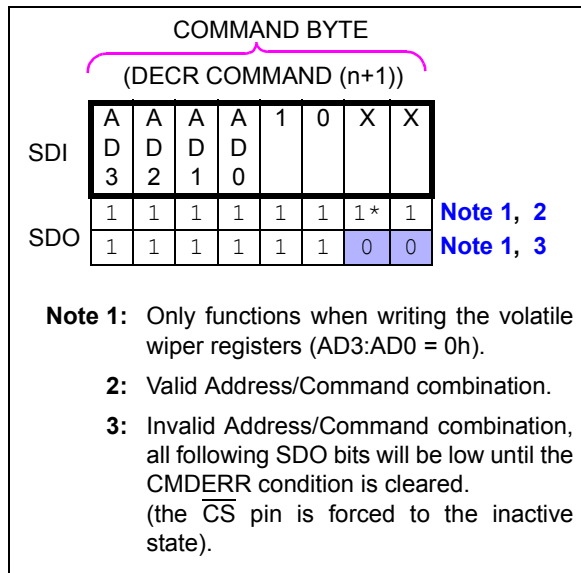 COMMAND BYTE
(DECR COMMAND (n+1))
SDI
A A A A 1 0 X X
D D D D
3 2 1 0
SDO
1 1 1 1 1 1 1* 1 Note 1, 2
1 1 1 1 1 1 0 0 Note 1, 3
Note 1: Only functions when writing the volatile
wiper registers (AD3:AD0 = 0h).
2: Valid Address/Command combination.
3: Invalid Address/Command combination,
all following SDO bits will be low until the
CMDERR condition is cleared.
(the CS pin is forced to the inactive
state).